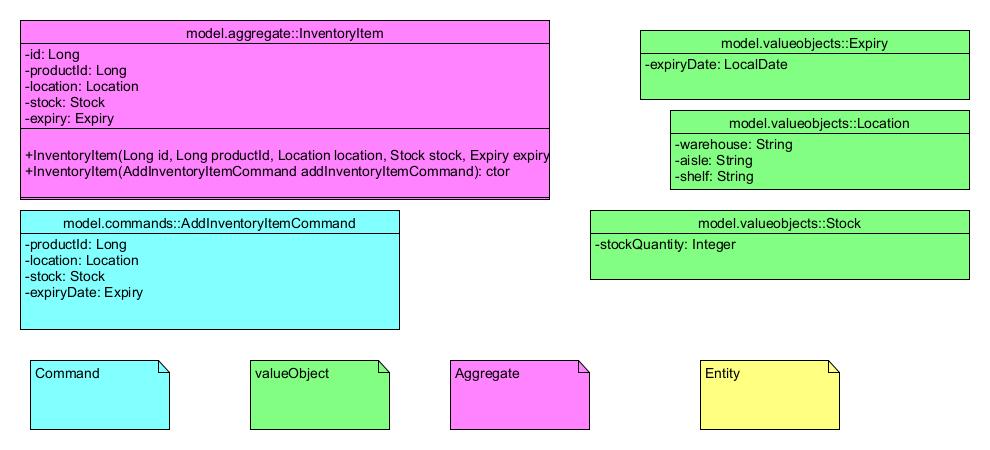 model.aggregate::InventoryItem
-id: Long
-productId: Long
-location: Location
-stock: Stock
-expiry: Expiry
+InventoryItem(Long id, Long productId, Location location, Stock stock, Expiry expiry
+InventoryItem(AddInventoryItemCommand addInventoryItemCommand): ctor
model.valueobjects::Expiry
-expiryDate: LocalDate
model.valueobjects::Location
-warehouse: String
-aisle: String
-shelf: String
model.commands::AddInventoryItemCommand
-productId: Long
-location: Location
-stock: Stock
-expiryDate: Expiry
model.valueobjects::Stock
-stockQuantity: Integer
Command
valueObject
Aggregate
Entity